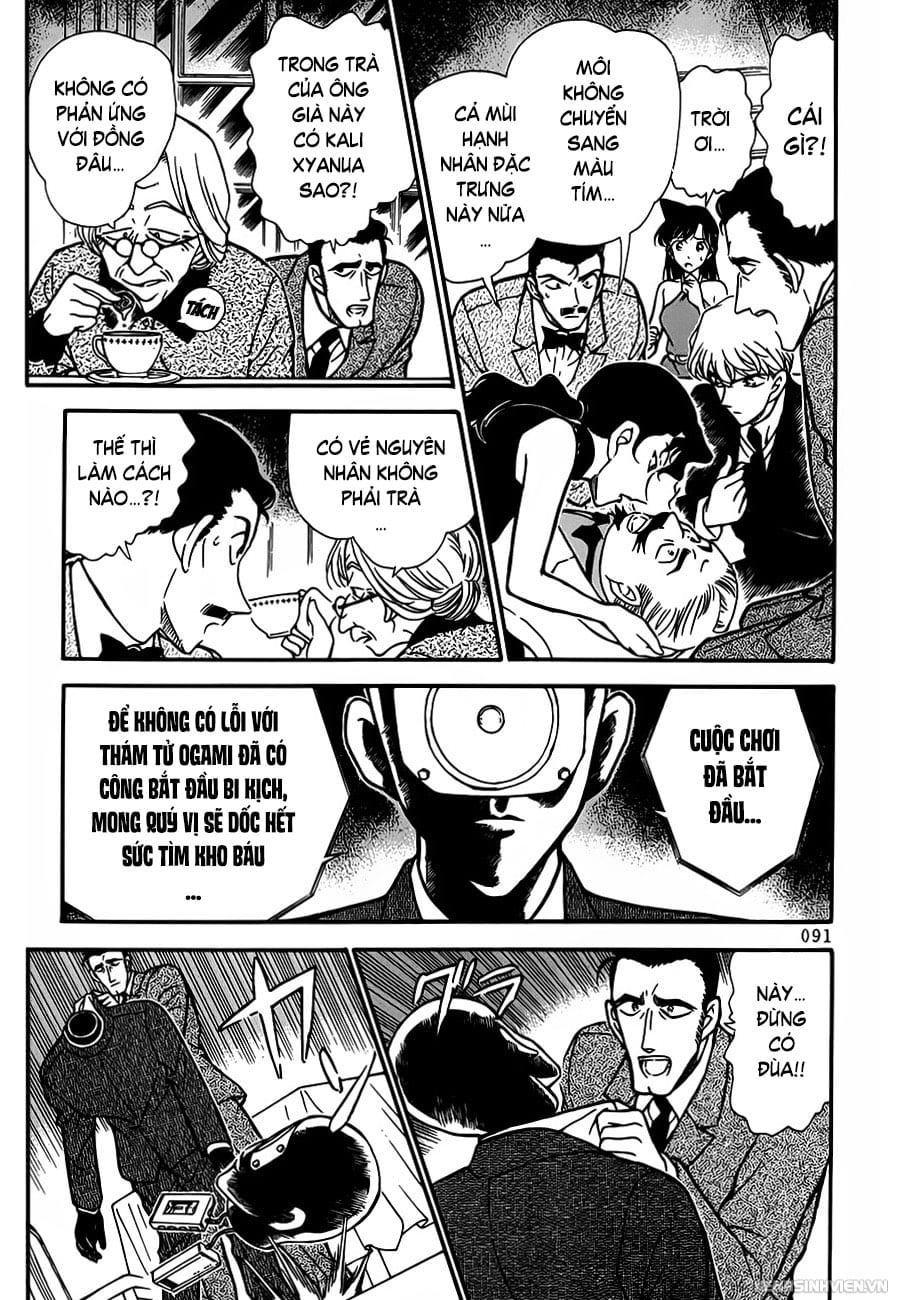 CÁI
GÌ?!
TRỜI
ƠI...
MÔI
KHÔNG
CHUYỂN
SANG
MÀU
TÍM...
CẢ MÙI
HẠNH
NHÂN ĐẶC
TRƯNG
NÀY NỮA
...
TRONG TRÀ
CỦA ÔNG
GIÀ NÀY
CÓ KALI
XYANUA
SAO?!
KHÔNG CÓ
PHẢN ỨNG
VỚI ĐỒNG
ĐÂU...
TÁCH
CÓ VẺ NGUYÊN
NHÂN KHÔNG
PHẢI TRÀ
...
THẾ THÌ
LÀM CÁCH
NÀO...?!
CUỘC CHƠI
ĐÃ BẮT
ĐẦU...
ĐỂ KHÔNG CÓ LỖI VỚI
THÁM TỬ OGAMI ĐÃ CÓ
CÔNG BẮT ĐẦU BI KỊCH,
MONG QUÝ VỊ SẼ DỐC HẾT
SỨC TÌM KHO BÁU
...
091
NÀY...
ĐỪNG CÓ
ĐÙA!!
グラ
ガッ